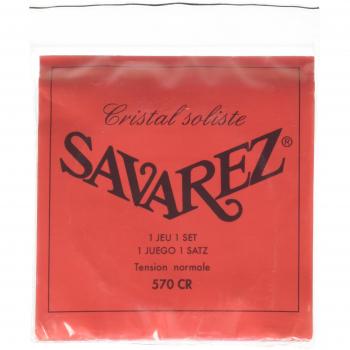 Cristal soliste
SAVAREZ®
1 JEU 1 SET
1 JUEGO 1 SATZ
Tension normale
570 CR